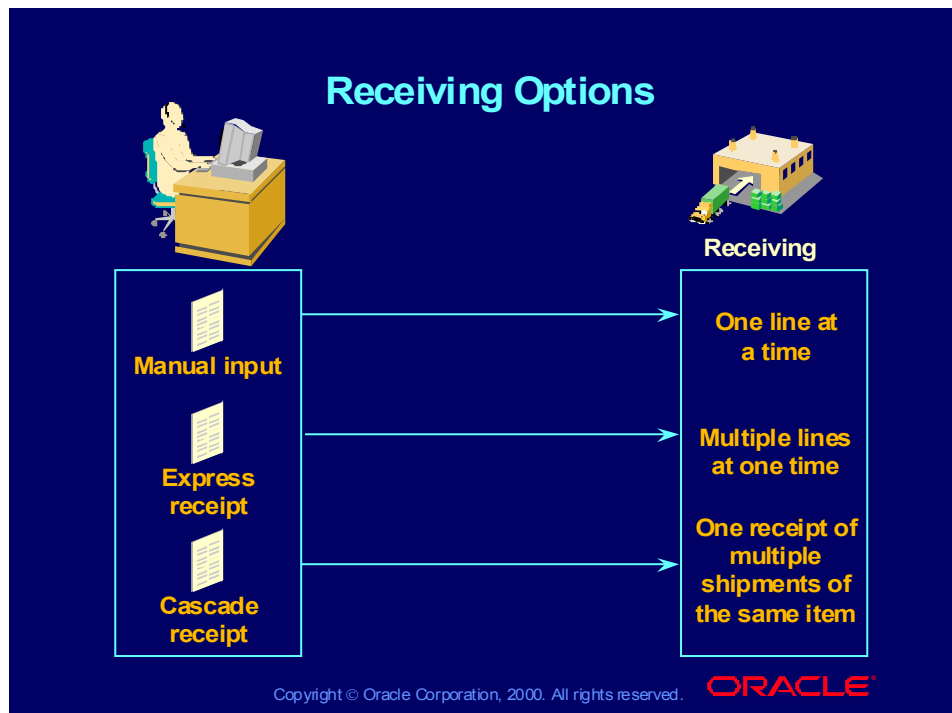 Receiving Options
Receiving
Manual input
One line at
a time
Express
receipt
Multiple lines
at one time
Cascade
receipt
One receipt of
multiple
shipments of
the same item
Copyright © Oracle Corporation, 2000. All rights reserved.
ORACLE®